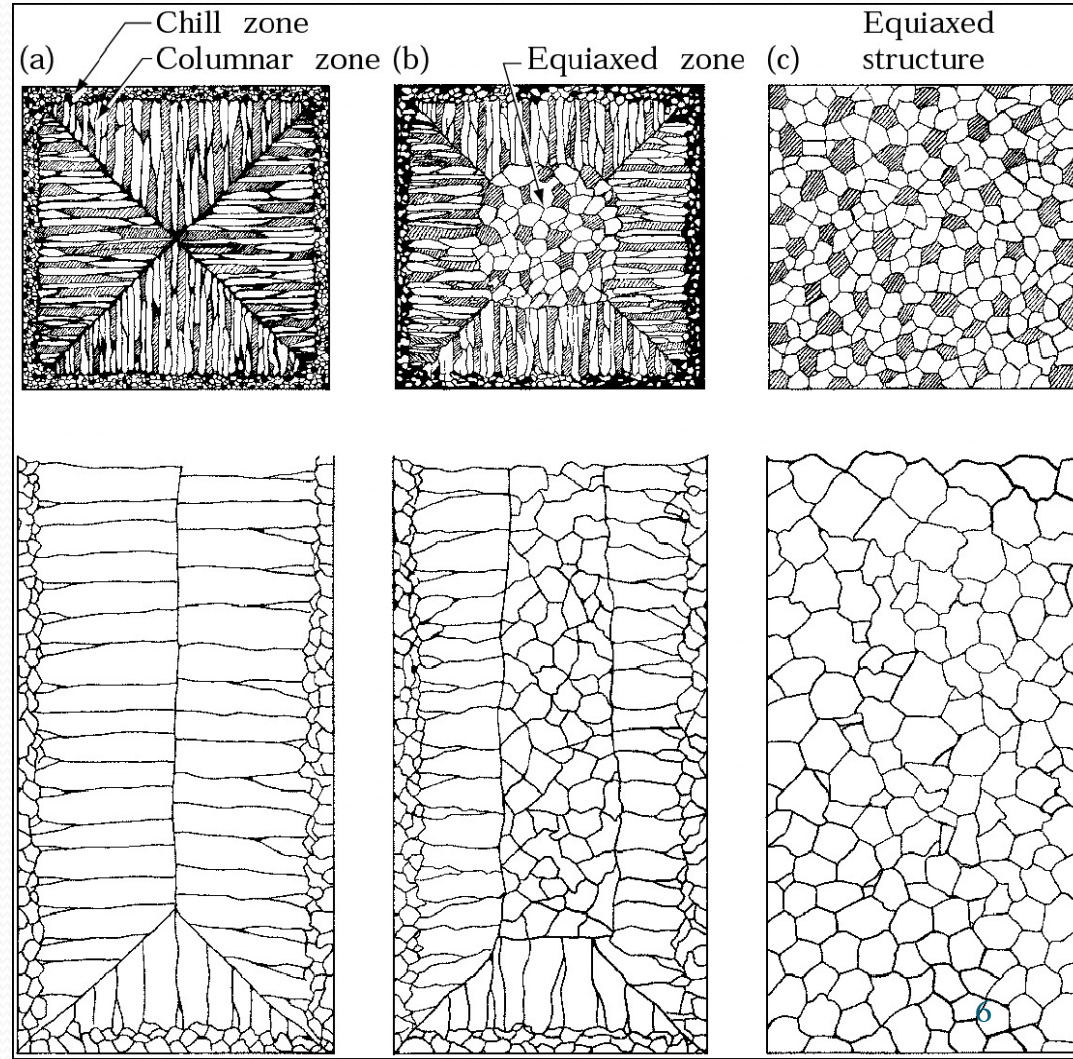 Chill zone
(a) Columnar zone
(b) Equiaxed zone
(c) Equiaxed
structure
6